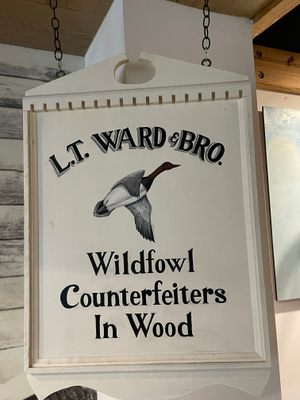 L.T. WARD & BRO.
Wildfowl
Counterfeiters
In Wood